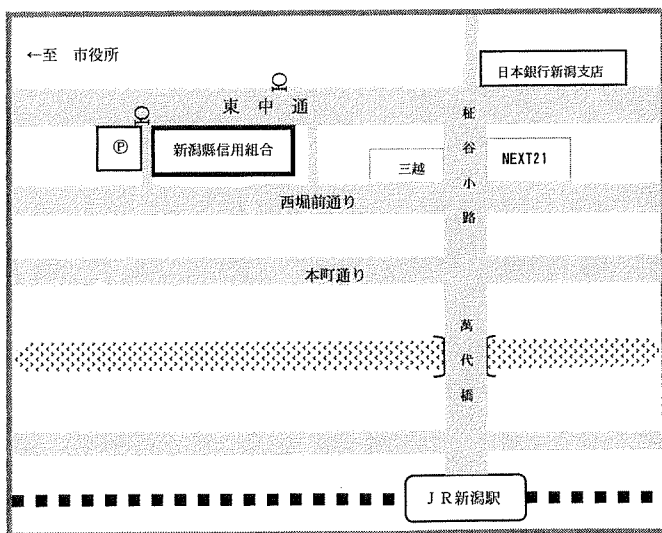 ←至 市役所
日本銀行新潟支店
東中通
Ⓟ
新潟縣信用組合
三越
NEXT21
柾谷小路
西堀前通り
本町通り
萬代橋
JR新潟駅